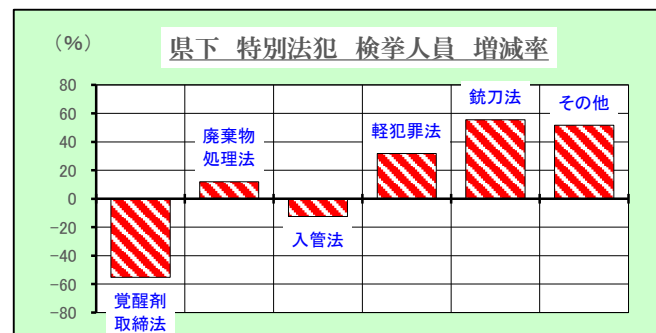 (%)
県下 特別法犯 検挙人員 増減率
80
60
40
20
0
−20
−40
−60
−80
覚醒剤
取締法
廃棄物
処理法
入管法
軽犯罪法
銃刀法
その他